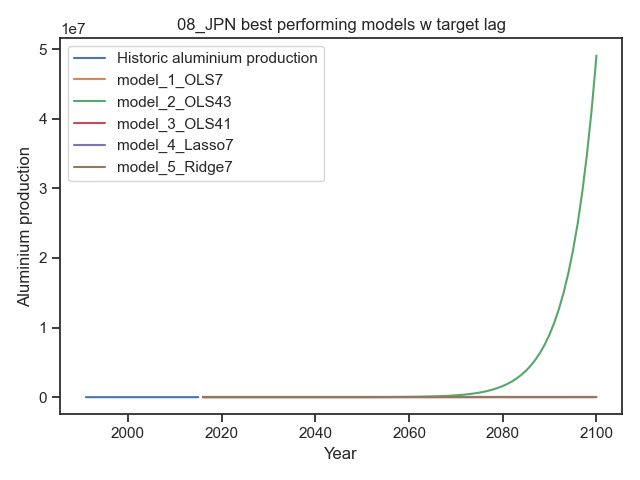 08_JPN best performing models w target lag
1e7
Historic aluminium production
model_1_OLS7
model_2_OLS43
model_3_OLS41
model_4_Lasso7
model_5_Ridge7
Aluminium production
5
4
3
2
1
0
2000 2020 2040 2060 2080 2100
Year